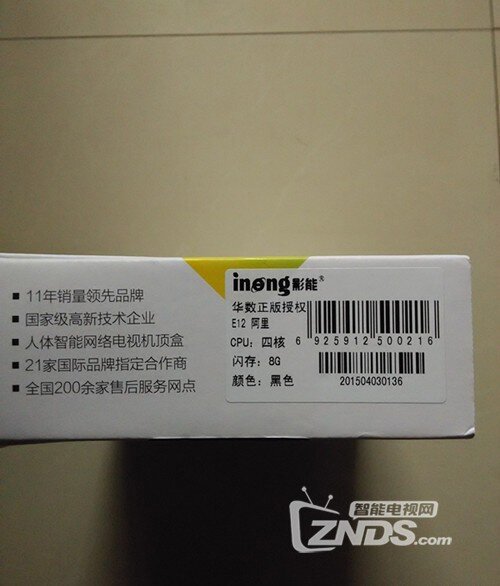 ■ 11年销量领先品牌
■ 国家级高新技术企业
■ 人体智能网络电视机顶盒
■ 21家国际品牌指定合作商
■ 全国200余家售后服务网点
inong影能®
华数正版授权
E12 阿里
CPU: 四核
闪存: 8G
颜色: 黑色
6 925912 500216
201504030136
智能电视网
ZNDS.com